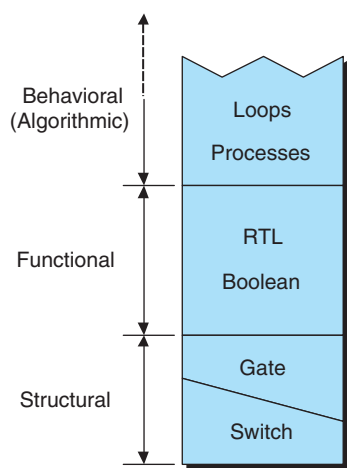 Behavioral
(Algorithmic)
Loops
Processes
Functional
RTL
Boolean
Structural
Gate
Switch